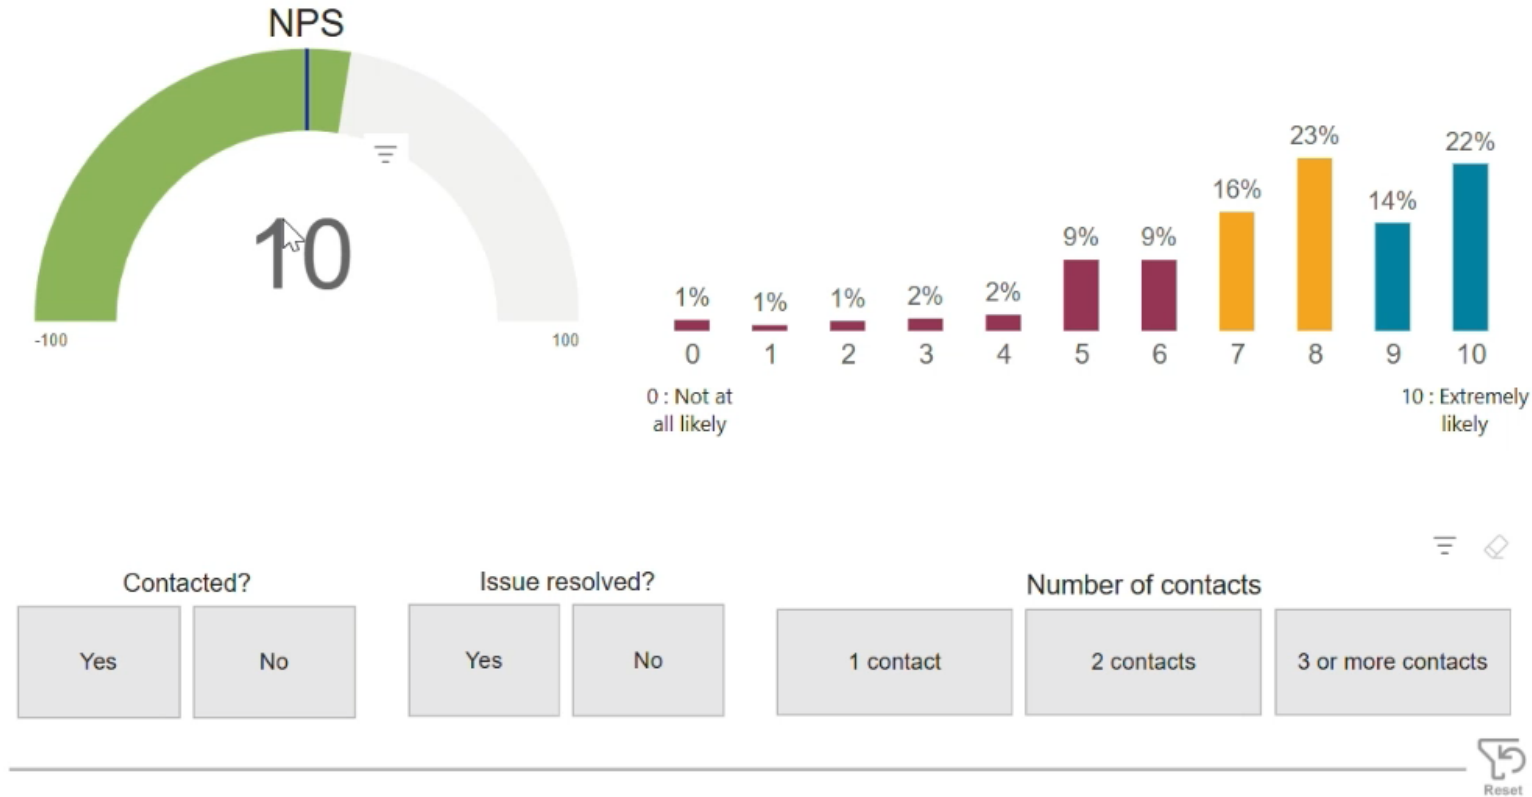 NPS
10
-100
100
1%
1%
1%
2%
2%
9%
9%
16%
23%
14%
22%
0
1
2
3
4
5
6
7
8
9
10
0 : Not at
all likely
10 : Extremely
likely
Contacted?
Yes
No
Issue resolved?
Yes
No
Number of contacts
1 contact
2 contacts
3 or more contacts
Reset